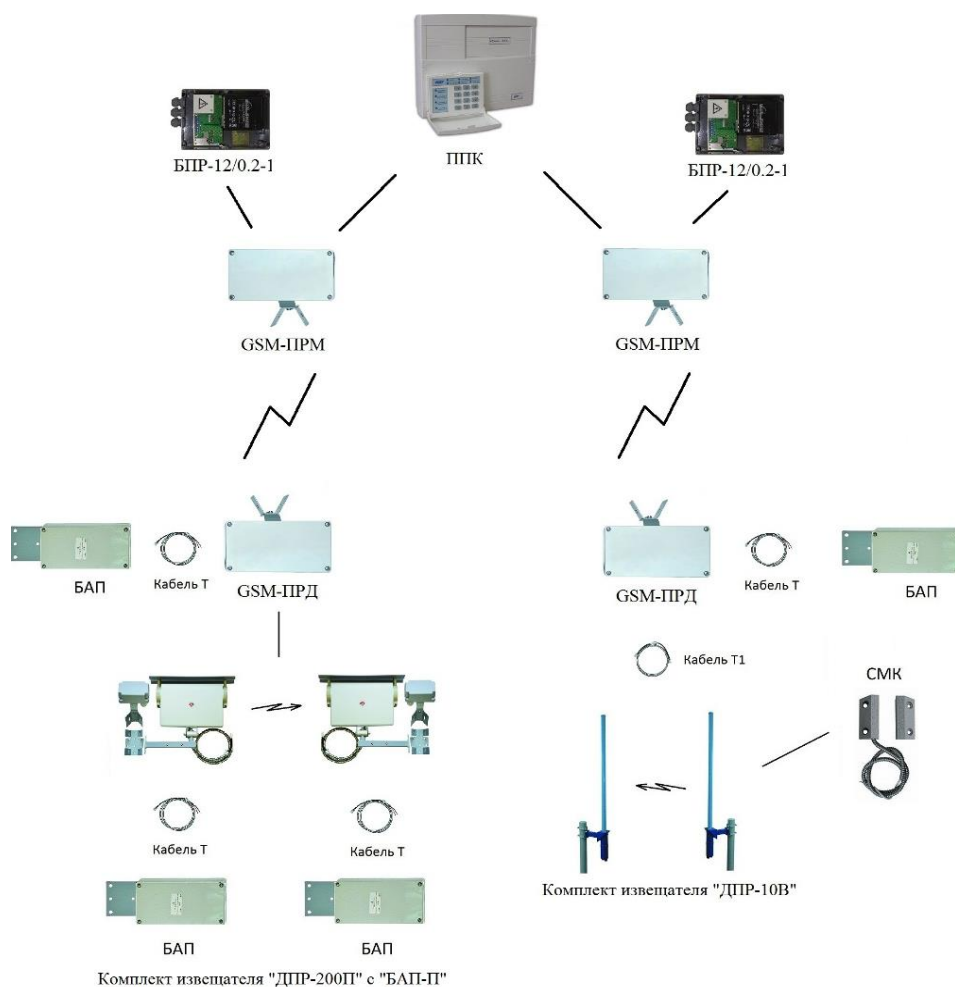 ППК
БПР-12/0.2-1
БПР-12/0.2-1
GSM-ПРМ
GSM-ПРМ
БАП
Кабель Т
GSM-ПРД
GSM-ПРД
Кабель Т
БАП
Кабель Т1
СМК
Кабель Т
Кабель Т
БАП
БАП
Комплект извещателя "ДПР-10В"
Комплект извещателя "ДПР-200П" с "БАП-П"